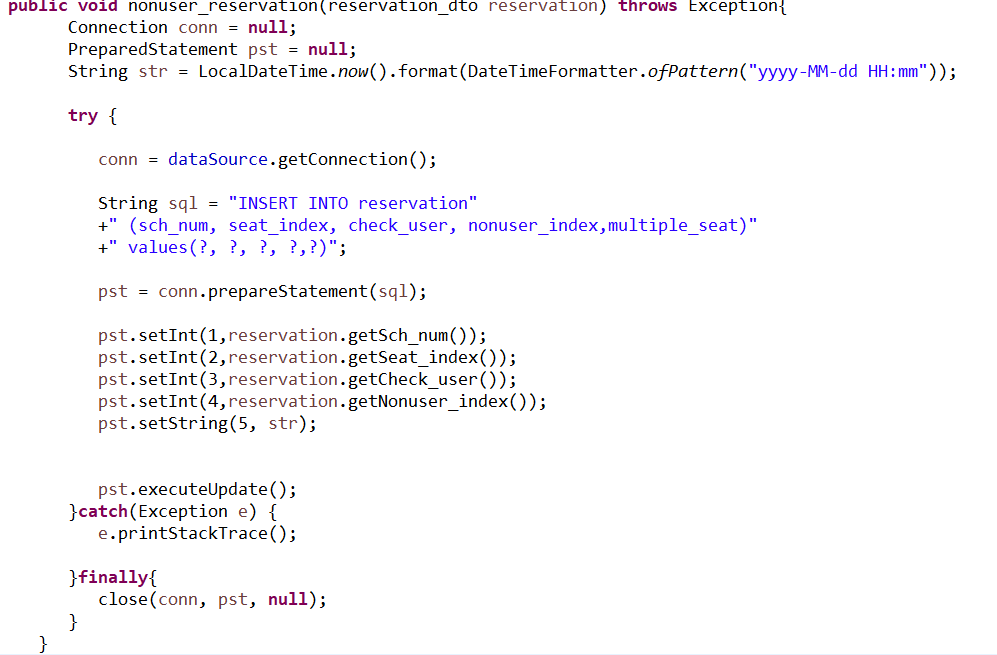 public void nonuser_reservation(reservation_dto reservation) throws Exception{
Connection conn = null;
PreparedStatement pst = null;
String str = LocalDateTime.now().format(DateTimeFormatter.ofPattern("yyyy-MM-dd HH:mm"));
try {
conn = dataSource.getConnection();
String sql = "INSERT INTO reservation"
+" (sch_num, seat_index, check_user, nonuser_index,multiple_seat)"
+" values(?, ?, ?, ?,?)";
pst = conn.prepareStatement(sql);
pst.setInt(1,reservation.getSch_num());
pst.setInt(2,reservation.getSeat_index());
pst.setInt(3,reservation.getCheck_user());
pst.setInt(4,reservation.getNonuser_index());
pst.setString(5, str);
pst.executeUpdate();
}catch(Exception e) {
e.printStackTrace();
}finally{
close(conn, pst, null);
}
}